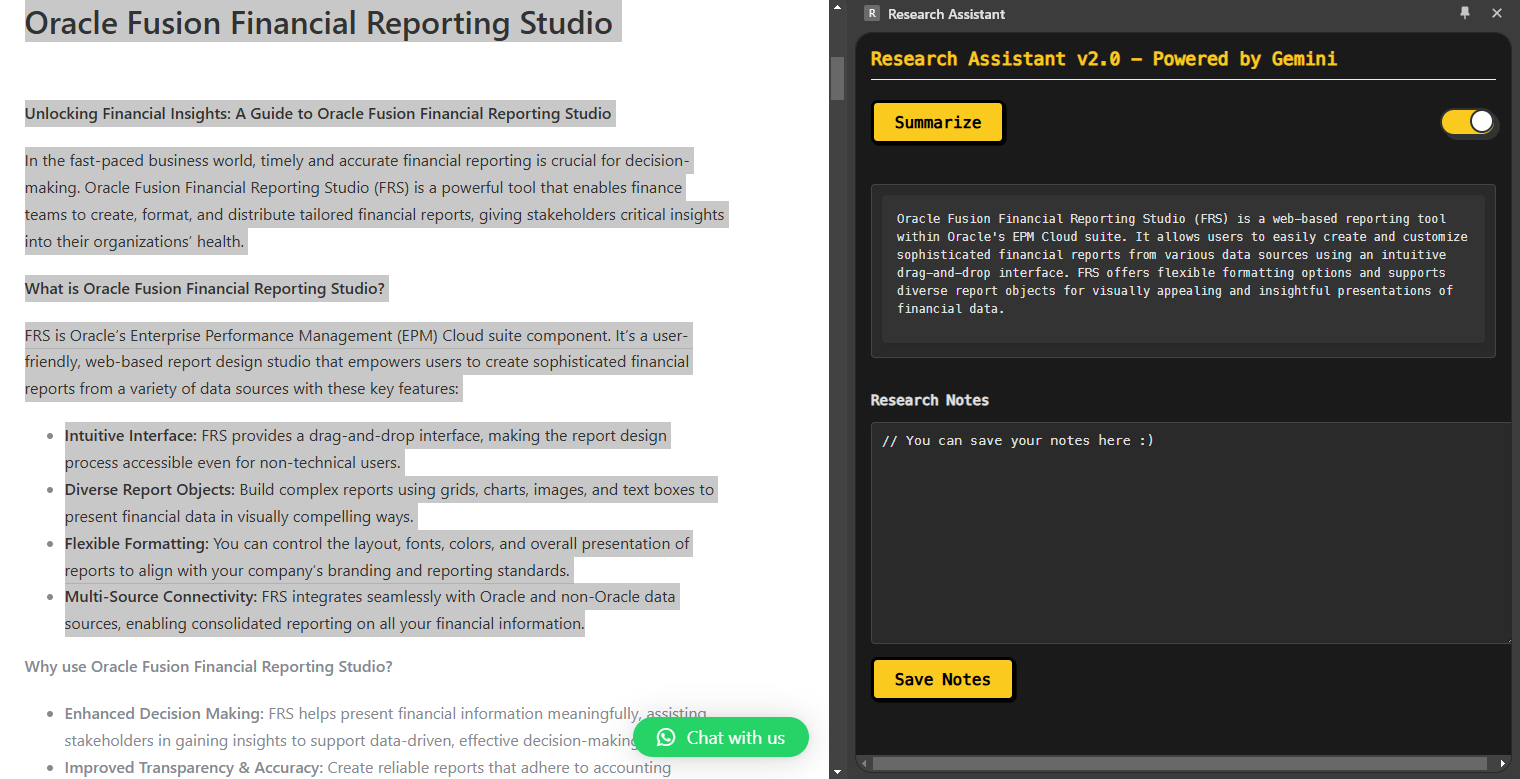 Oracle Fusion Financial Reporting Studio
Unlocking Financial Insights: A Guide to Oracle Fusion Financial Reporting Studio
In the fast-paced business world, timely and accurate financial reporting is crucial for decision-
making. Oracle Fusion Financial Reporting Studio (FRS) is a powerful tool that enables finance
teams to create, format, and distribute tailored financial reports, giving stakeholders critical insights
into their organizations’ health.
What is Oracle Fusion Financial Reporting Studio?
FRS is Oracle’s Enterprise Performance Management (EPM) Cloud suite component. It’s a user-
friendly, web-based report design studio that empowers users to create sophisticated financial
reports from a variety of data sources with these key features:
Intuitive Interface: FRS provides a drag-and-drop interface, making the report design
process accessible even for non-technical users.
Diverse Report Objects: Build complex reports using grids, charts, images, and text boxes to
present financial data in visually compelling ways.
Flexible Formatting: You can control the layout, fonts, colors, and overall presentation of
reports to align with your company’s branding and reporting standards.
Multi-Source Connectivity: FRS integrates seamlessly with Oracle and non-Oracle data
sources, enabling consolidated reporting on all your financial information.
Why use Oracle Fusion Financial Reporting Studio?
Enhanced Decision Making: FRS helps present financial information meaningfully, assisting
stakeholders in gaining insights to support data-driven, effective decision-making
Improved Transparency & Accuracy: Create reliable reports that adhere to accounting
Chat with us
R Research Assistant
Research Assistant v2.0 – Powered by Gemini
Summarize
Oracle Fusion Financial Reporting Studio (FRS) is a web-based reporting tool
within Oracle's EPM Cloud suite. It allows users to easily create and customize
sophisticated financial reports from various data sources using an intuitive
drag-and-drop interface. FRS offers flexible formatting options and supports
diverse report objects for visually appealing and insightful presentations of
financial data.
Research Notes
// You can save your notes here :)
Save Notes